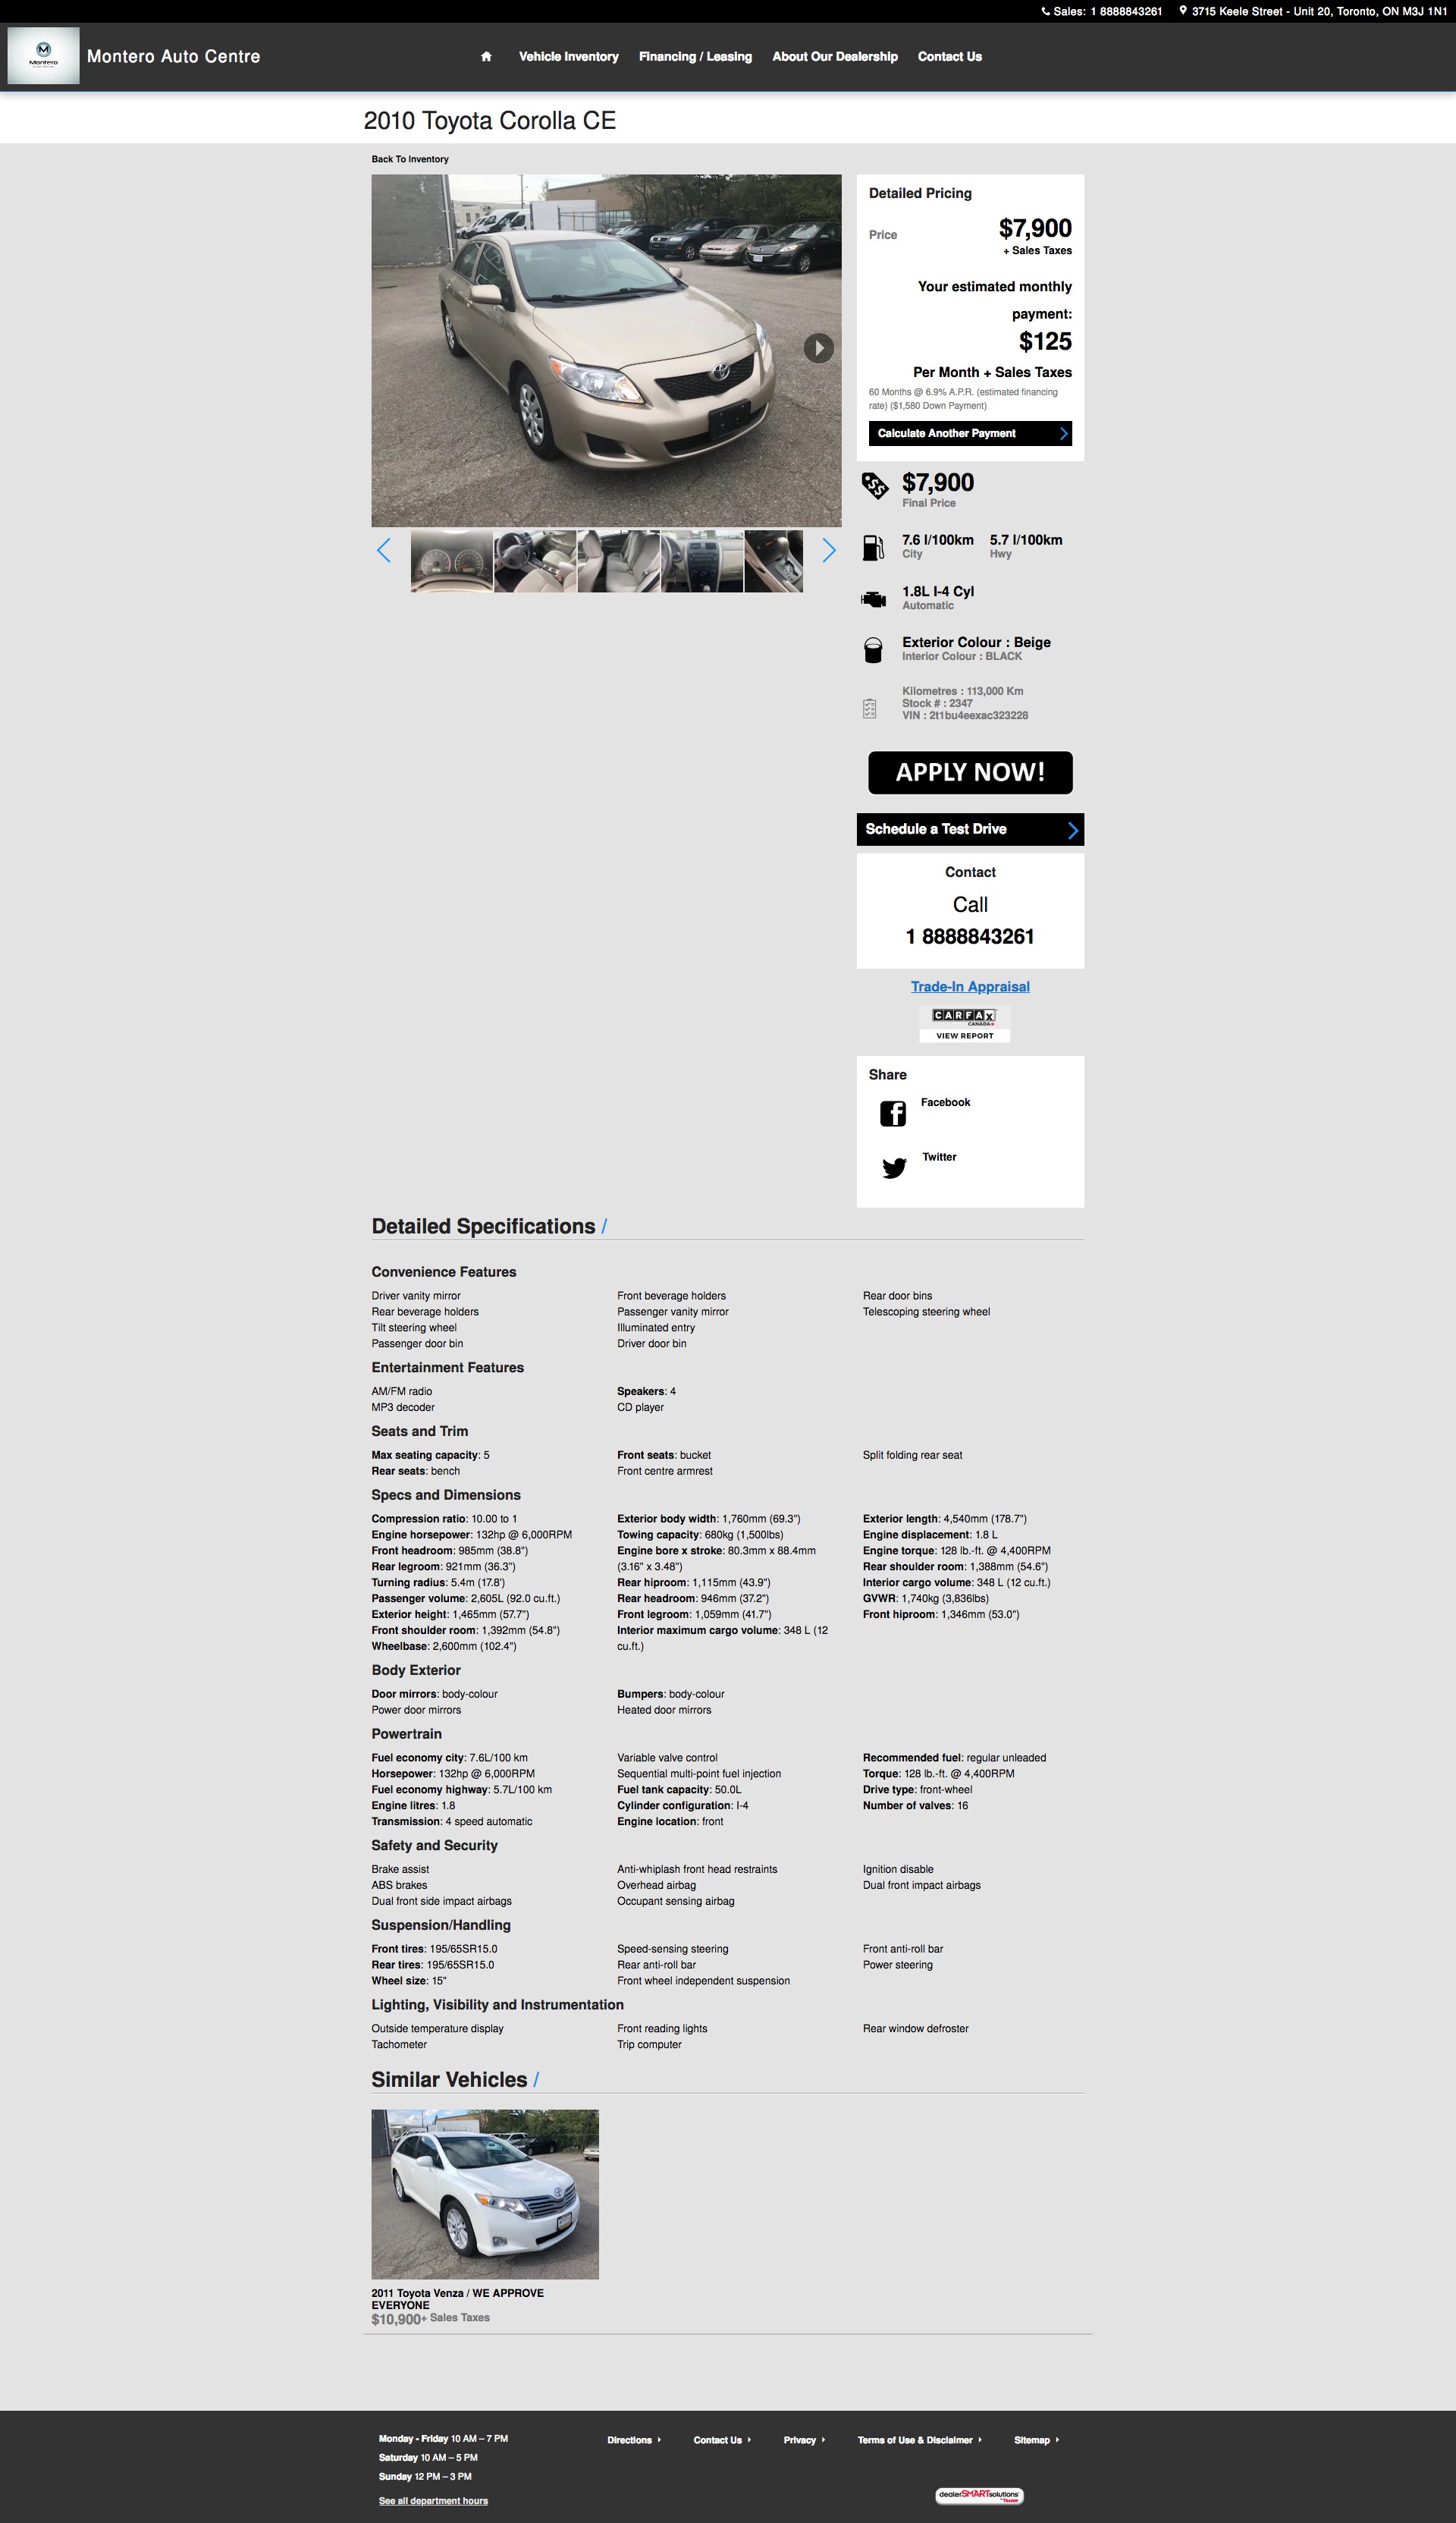 Sales: 1 8888843261 3715 Keele Street - Unit 20, Toronto, ON M3J 1N1
M
Montero
Montero Auto Centre
Vehicle Inventory Financing / Leasing About Our Dealership Contact Us
2010 Toyota Corolla CE
Back To Inventory
Detailed Pricing
Price $7,900
+ Sales Taxes
Your estimated monthly
payment:
$125
Per Month + Sales Taxes
60 Months @ 6.9% A.P.R. (estimated financing
rate) ($1,580 Down Payment)
Calculate Another Payment
$7,900
Final Price
7.6 l/100km 5.7 l/100km
City Hwy
1.8L I-4 Cyl
Automatic
Exterior Colour : Beige
Interior Colour : BLACK
Kilometres : 113,000 Km
Stock # : 2347
VIN : 2t1bu4eexac323228
APPLY NOW!
Schedule a Test Drive
Contact
Call
1 8888843261
Trade-In Appraisal
CARFAX
CANADA
VIEW REPORT
Share
Facebook
Twitter
Detailed Specifications /
Convenience Features
Driver vanity mirror Front beverage holders Rear door bins
Rear beverage holders Passenger vanity mirror Telescoping steering wheel
Tilt steering wheel Illuminated entry
Passenger door bin Driver door bin
Entertainment Features
AM/FM radio Speakers: 4
MP3 decoder CD player
Seats and Trim
Max seating capacity: 5 Front seats: bucket Split folding rear seat
Rear seats: bench Front centre armrest
Specs and Dimensions
Compression ratio: 10.00 to 1 Exterior body width: 1,760mm (69.3") Exterior length: 4,540mm (178.7")
Engine horsepower: 132hp @ 6,000RPM Towing capacity: 680kg (1,500lbs) Engine displacement: 1.8 L
Front headroom: 985mm (38.8") Engine bore x stroke: 80.3mm x 88.4mm Engine torque: 128 lb.-ft. @ 4,400RPM
Rear legroom: 921mm (36.3") (3.16" x 3.48") Rear shoulder room: 1,388mm (54.6")
Turning radius: 5.4m (17.8') Rear hiproom: 1,115mm (43.9") Interior cargo volume: 348 L (12 cu.ft.)
Passenger volume: 2,605L (92.0 cu.ft.) Rear headroom: 946mm (37.2") GVWR: 1,740kg (3,836lbs)
Exterior height: 1,465mm (57.7") Front legroom: 1,059mm (41.7") Front hiproom: 1,346mm (53.0")
Front shoulder room: 1,392mm (54.8") Interior maximum cargo volume: 348 L (12
Wheelbase: 2,600mm (102.4") cu.ft.)
Body Exterior
Door mirrors: body-colour Bumpers: body-colour
Power door mirrors Heated door mirrors
Powertrain
Fuel economy city: 7.6L/100 km Variable valve control Recommended fuel: regular unleaded
Horsepower: 132hp @ 6,000RPM Sequential multi-point fuel injection Torque: 128 lb.-ft. @ 4,400RPM
Fuel economy highway: 5.7L/100 km Fuel tank capacity: 50.0L Drive type: front-wheel
Engine litres: 1.8 Cylinder configuration: I-4 Number of valves: 16
Transmission: 4 speed automatic Engine location: front
Safety and Security
Brake assist Anti-whiplash front head restraints Ignition disable
ABS brakes Overhead airbag Dual front impact airbags
Dual front side impact airbags Occupant sensing airbag
Suspension/Handling
Front tires: 195/65SR15.0 Speed-sensing steering Front anti-roll bar
Rear tires: 195/65SR15.0 Rear anti-roll bar Power steering
Wheel size: 15" Front wheel independent suspension
Lighting, Visibility and Instrumentation
Outside temperature display Front reading lights Rear window defroster
Tachometer Trip computer
Similar Vehicles /
2011 Toyota Venza / WE APPROVE
EVERYONE
$10,900+ Sales Taxes
Monday - Friday 10 AM – 7 PM Directions Contact Us Privacy Terms of Use & Disclaimer Sitemap
Saturday 10 AM – 5 PM
Sunday 12 PM – 3 PM
See all department hours
dealerSMARTsolutions